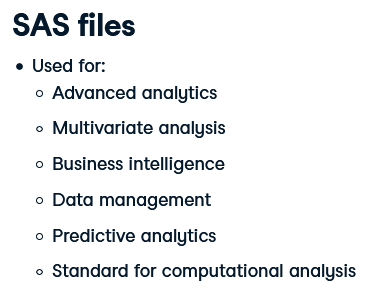 SAS files
• Used for:
◦ Advanced analytics
◦ Multivariate analysis
◦ Business intelligence
◦ Data management
◦ Predictive analytics
◦ Standard for computational analysis